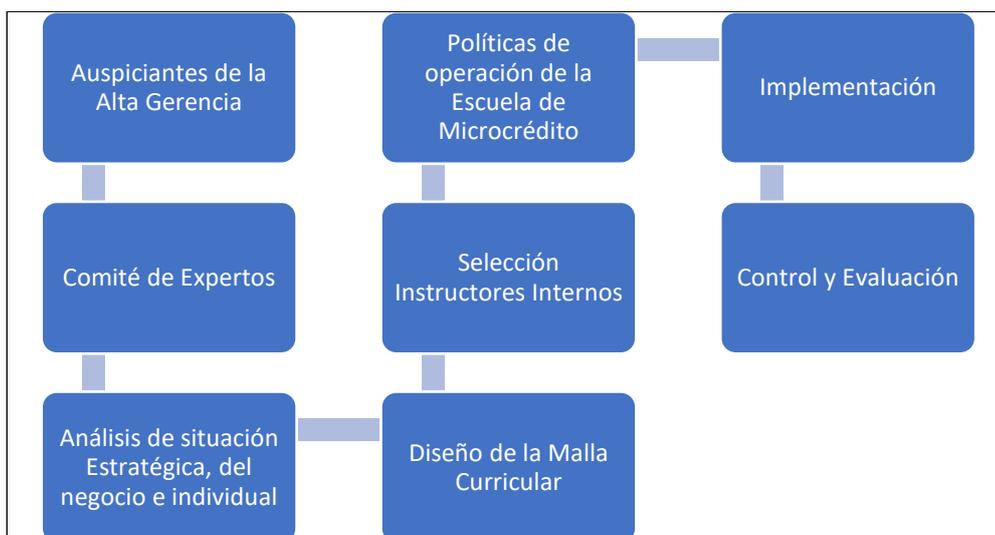 Auspiciantes de la
Alta Gerencia
Comité de Expertos
Análisis de situación
Estratégica, del
negocio e individual
Diseño de la Malla
Curricular
Selección
Instructores Internos
Políticas de
operación de la
Escuela de
Microcrédito
Implementación
Control y Evaluación